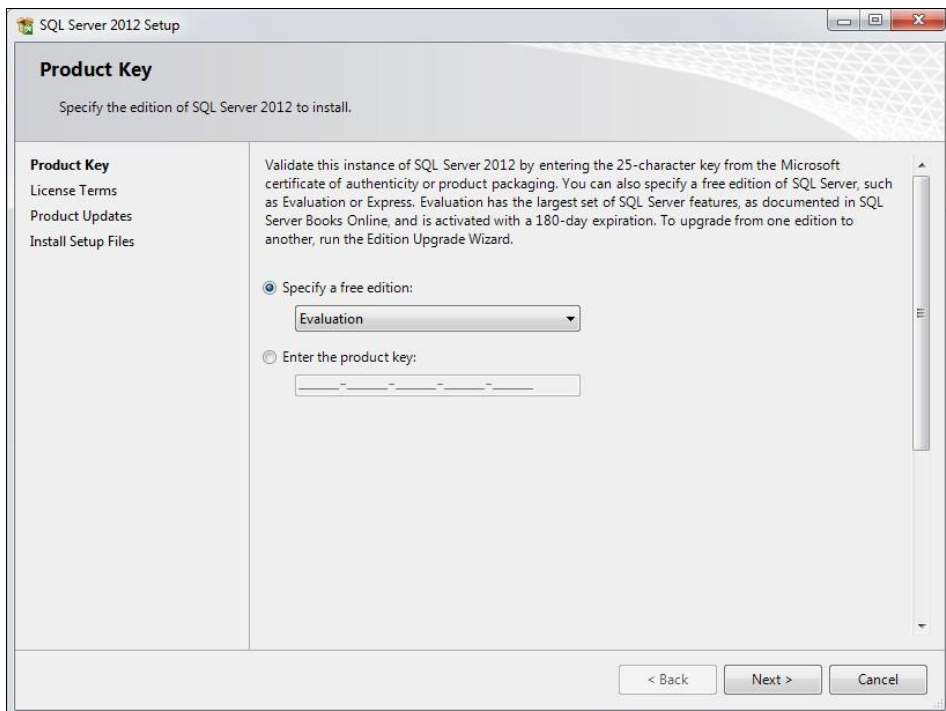 SQL Server 2012 Setup
Product Key
Specify the edition of SQL Server 2012 to install.
Product Key
License Terms
Product Updates
Install Setup Files
Validate this instance of SQL Server 2012 by entering the 25-character key from the Microsoft
certificate of authenticity or product packaging. You can also specify a free edition of SQL Server, such
as Evaluation or Express. Evaluation has the largest set of SQL Server features, as documented in SQL
Server Books Online, and is activated with a 180-day expiration. To upgrade from one edition to
another, run the Edition Upgrade Wizard.
Specify a free edition:
Evaluation
Enter the product key:
_____-_____-_____-_____-_____
< Back
Next >
Cancel